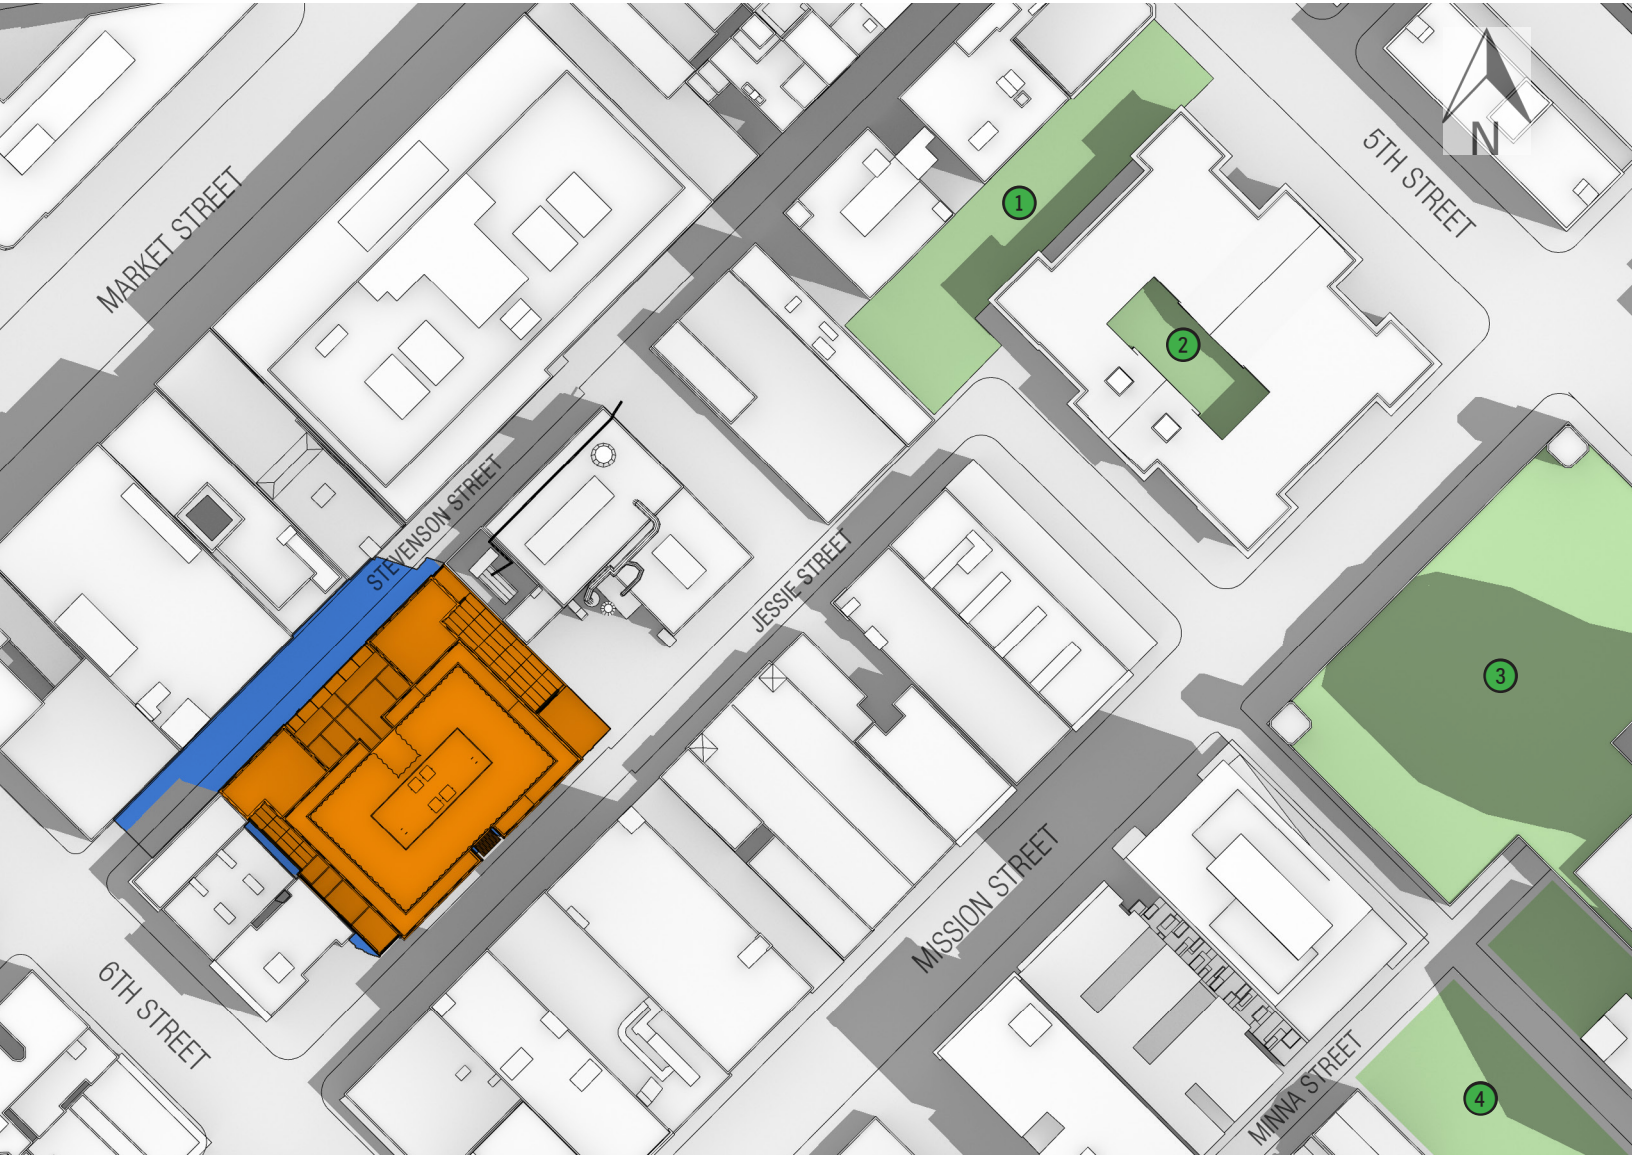 5TH STREET
N
MARKET STREET
1
2
STEVENSON STREET
JESSIE STREET
3
MISSION STREET
6TH STREET
MINNA STREET
4